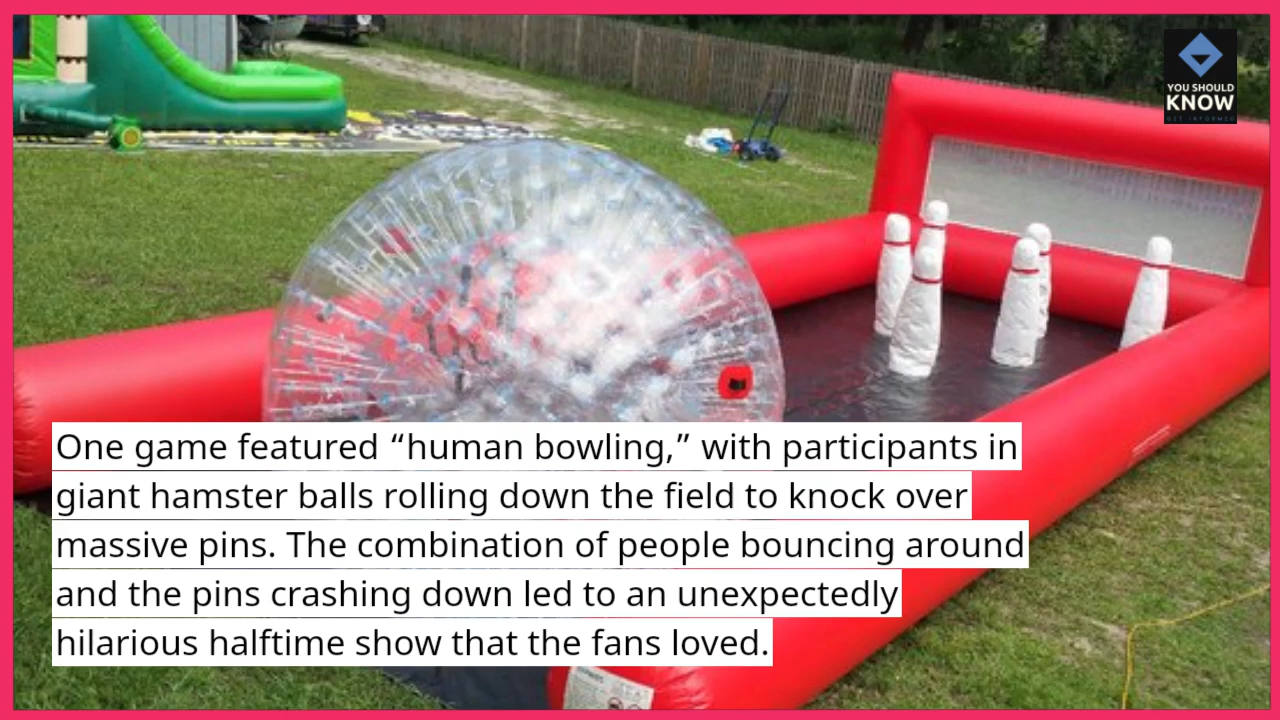 YOU SHOULD
KNOW
GET INFORMED
One game featured “human bowling,” with participants in
giant hamster balls rolling down the field to knock over
massive pins. The combination of people bouncing around
and the pins crashing down led to an unexpectedly
hilarious halftime show that the fans loved.